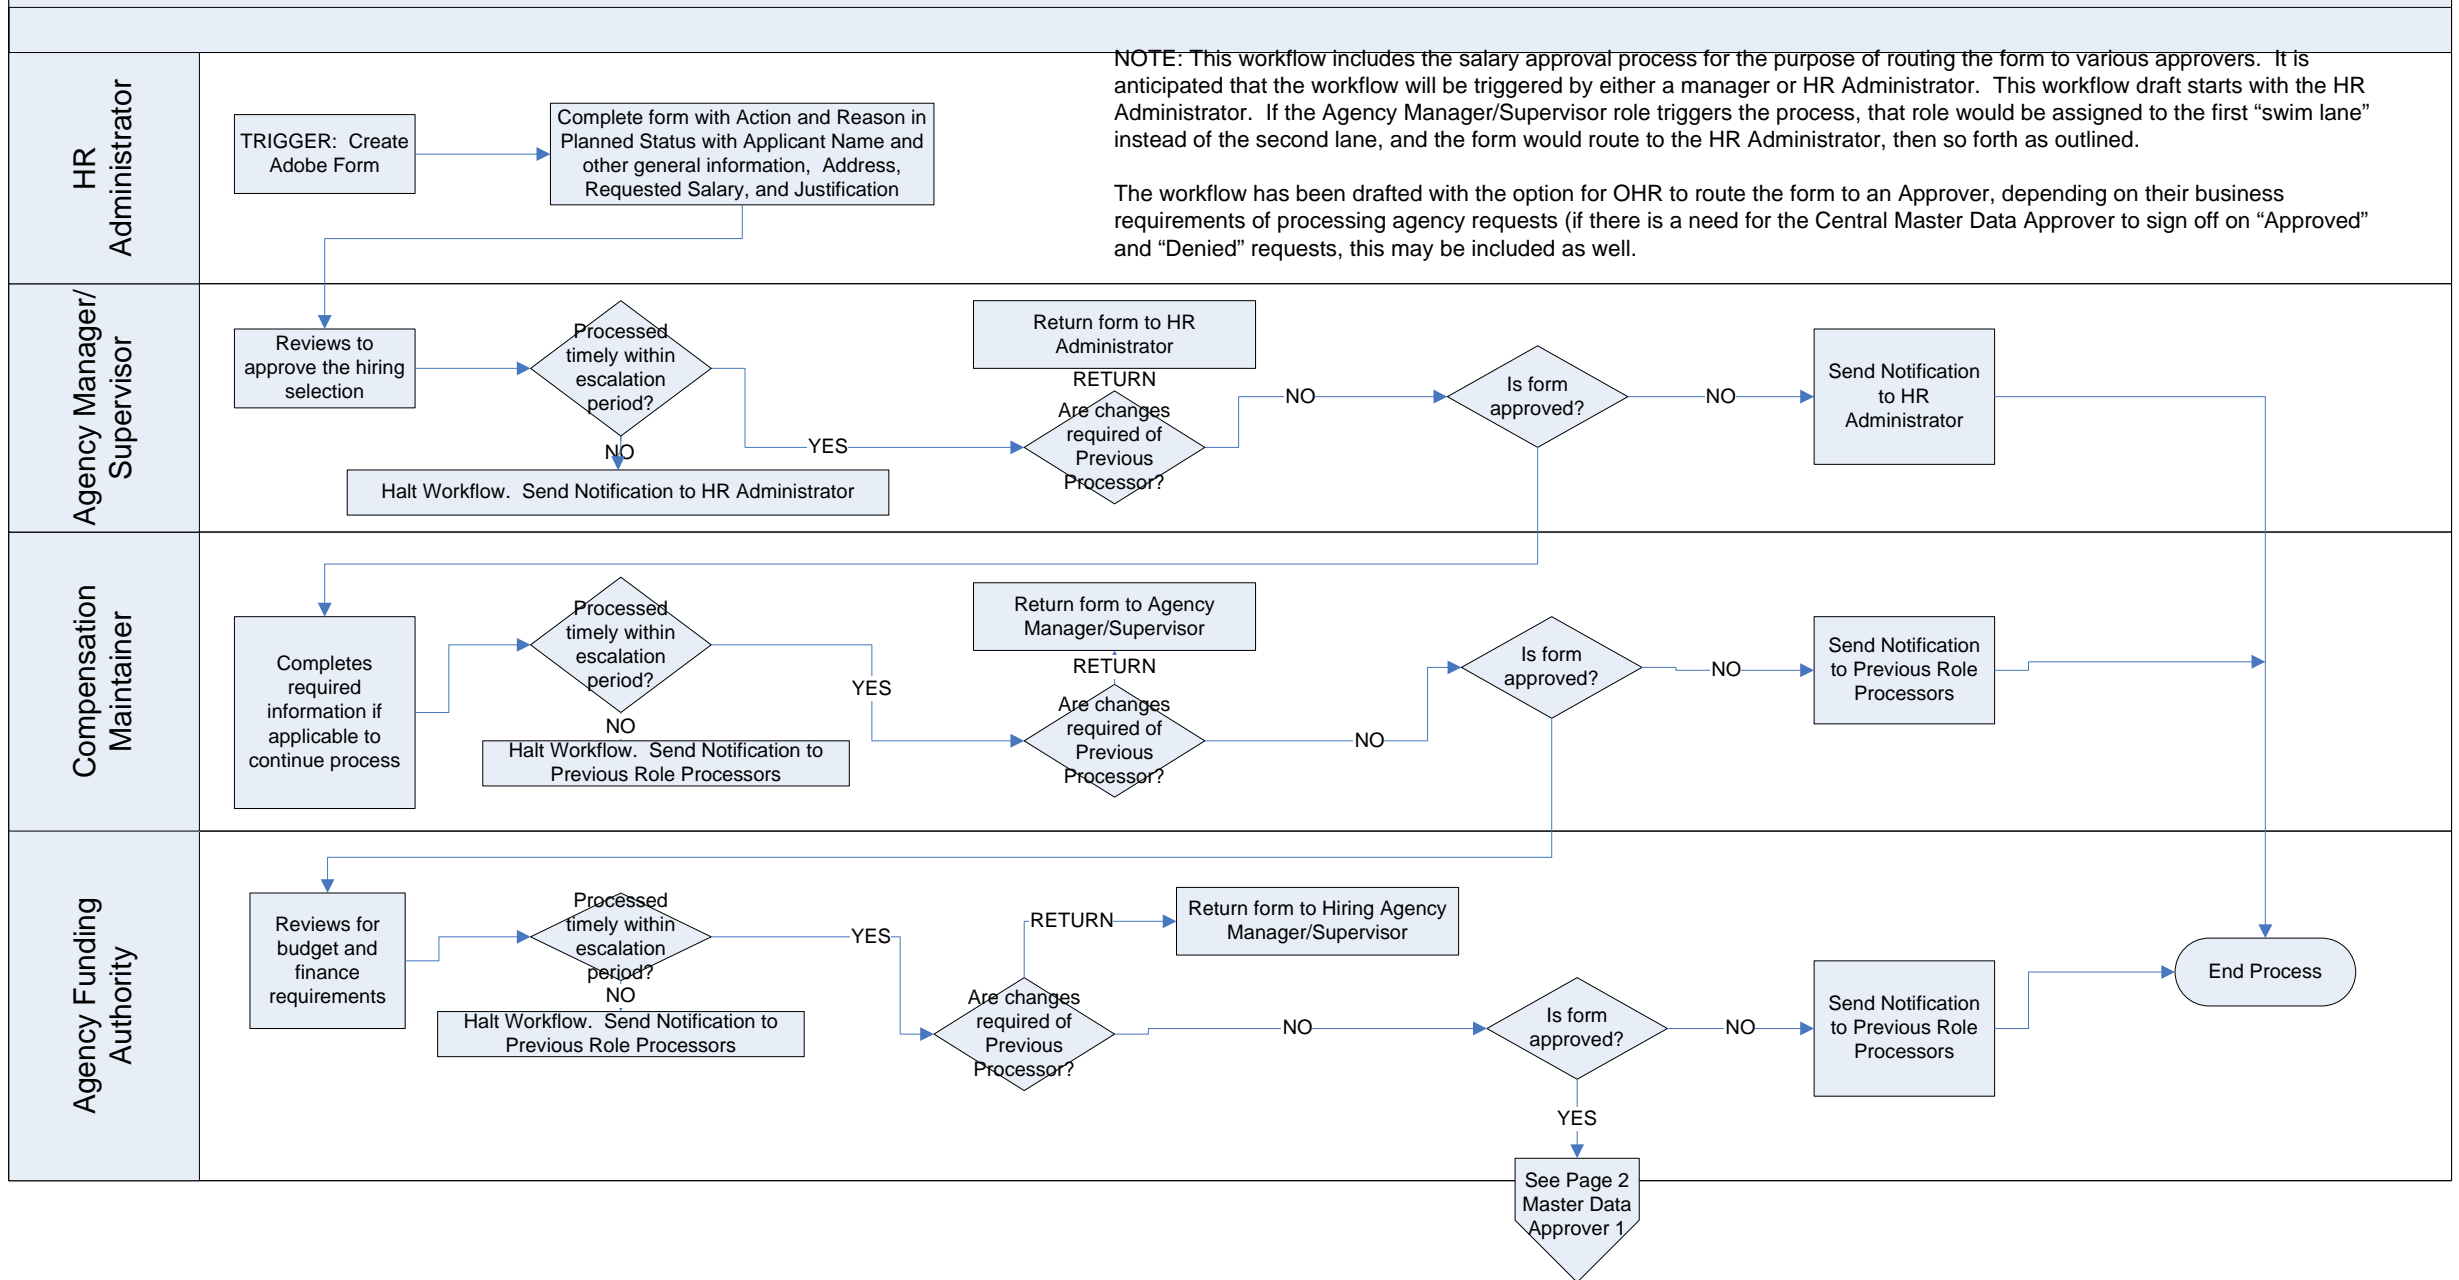 NOTE: This workflow includes the salary approval process for the purpose of routing the form to various approvers.  It is
anticipated that the workflow will be triggered by either a manager or HR Administrator.  This workflow draft starts with the HR
Administrator.  If the Agency Manager/Supervisor role triggers the process, that role would be assigned to the first “swim lane”
instead of the second lane, and the form would route to the HR Administrator, then so forth as outlined.
The workflow has been drafted with the option for OHR to route the form to an Approver, depending on their business
requirements of processing agency requests (if there is a need for the Central Master Data Approver to sign off on “Approved”
and “Denied” requests, this may be included as well.
HR
Administrator
TRIGGER:  Create
Adobe Form
Complete form with Action and Reason in
Planned Status with Applicant Name and
other general information,  Address,
Requested Salary, and Justification
Agency Manager/
Supervisor
Reviews to
approve the hiring
selection
Processed
timely within
escalation
period?
NO
Halt Workflow.  Send Notification to HR Administrator
YES
Return form to HR
Administrator
RETURN
Are changes
required of
Previous
Processor?
NO
Is form
approved?
NO
Send Notification
to HR
Administrator
Compensation
Maintainer
Completes
required
information if
applicable to
continue process
Processed
timely within
escalation
period?
NO
Halt Workflow.  Send Notification to
Previous Role Processors
YES
Return form to Agency
Manager/Supervisor
RETURN
Are changes
required of
Previous
Processor?
NO
Is form
approved?
NO
Send Notification
to Previous Role
Processors
Agency Funding
Authority
Reviews for
budget and
finance
requirements
Processed
timely within
escalation
period?
NO
Halt Workflow.  Send Notification to
Previous Role Processors
YES
RETURN
Return form to Hiring Agency
Manager/Supervisor
Are changes
required of
Previous
Processor?
NO
Is form
approved?
NO
Send Notification
to Previous Role
Processors
End Process
YES
See Page 2
Master Data
Approver 1